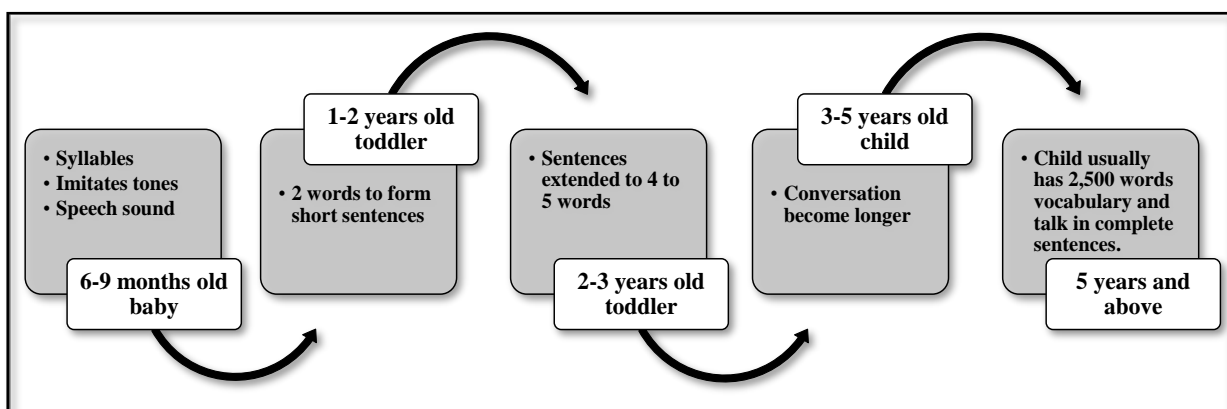 • Syllables
• Imitates tones
• Speech sound
6-9 months old
baby
1-2 years old
toddler
• 2 words to form
short sentences
• Sentences
extended to 4 to
5 words
2-3 years old
toddler
3-5 years old
child
• Conversation
become longer
• Child usually
has 2,500 words
vocabulary and
talk in complete
sentences.
5 years and
above